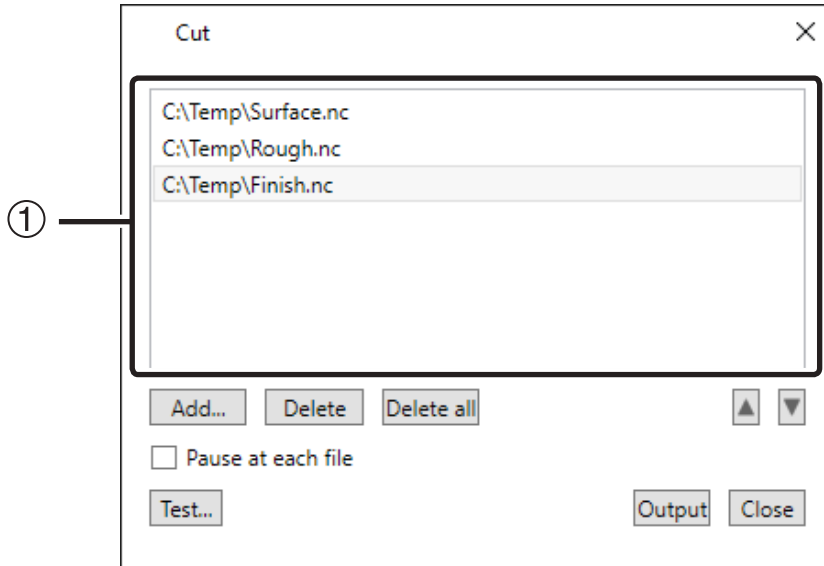 Cut
C:\Temp\Surface.nc
C:\Temp\Rough.nc
C:\Temp\Finish.nc
①
Add... Delete Delete all ▲ ▼
Pause at each file
Test... Output Close